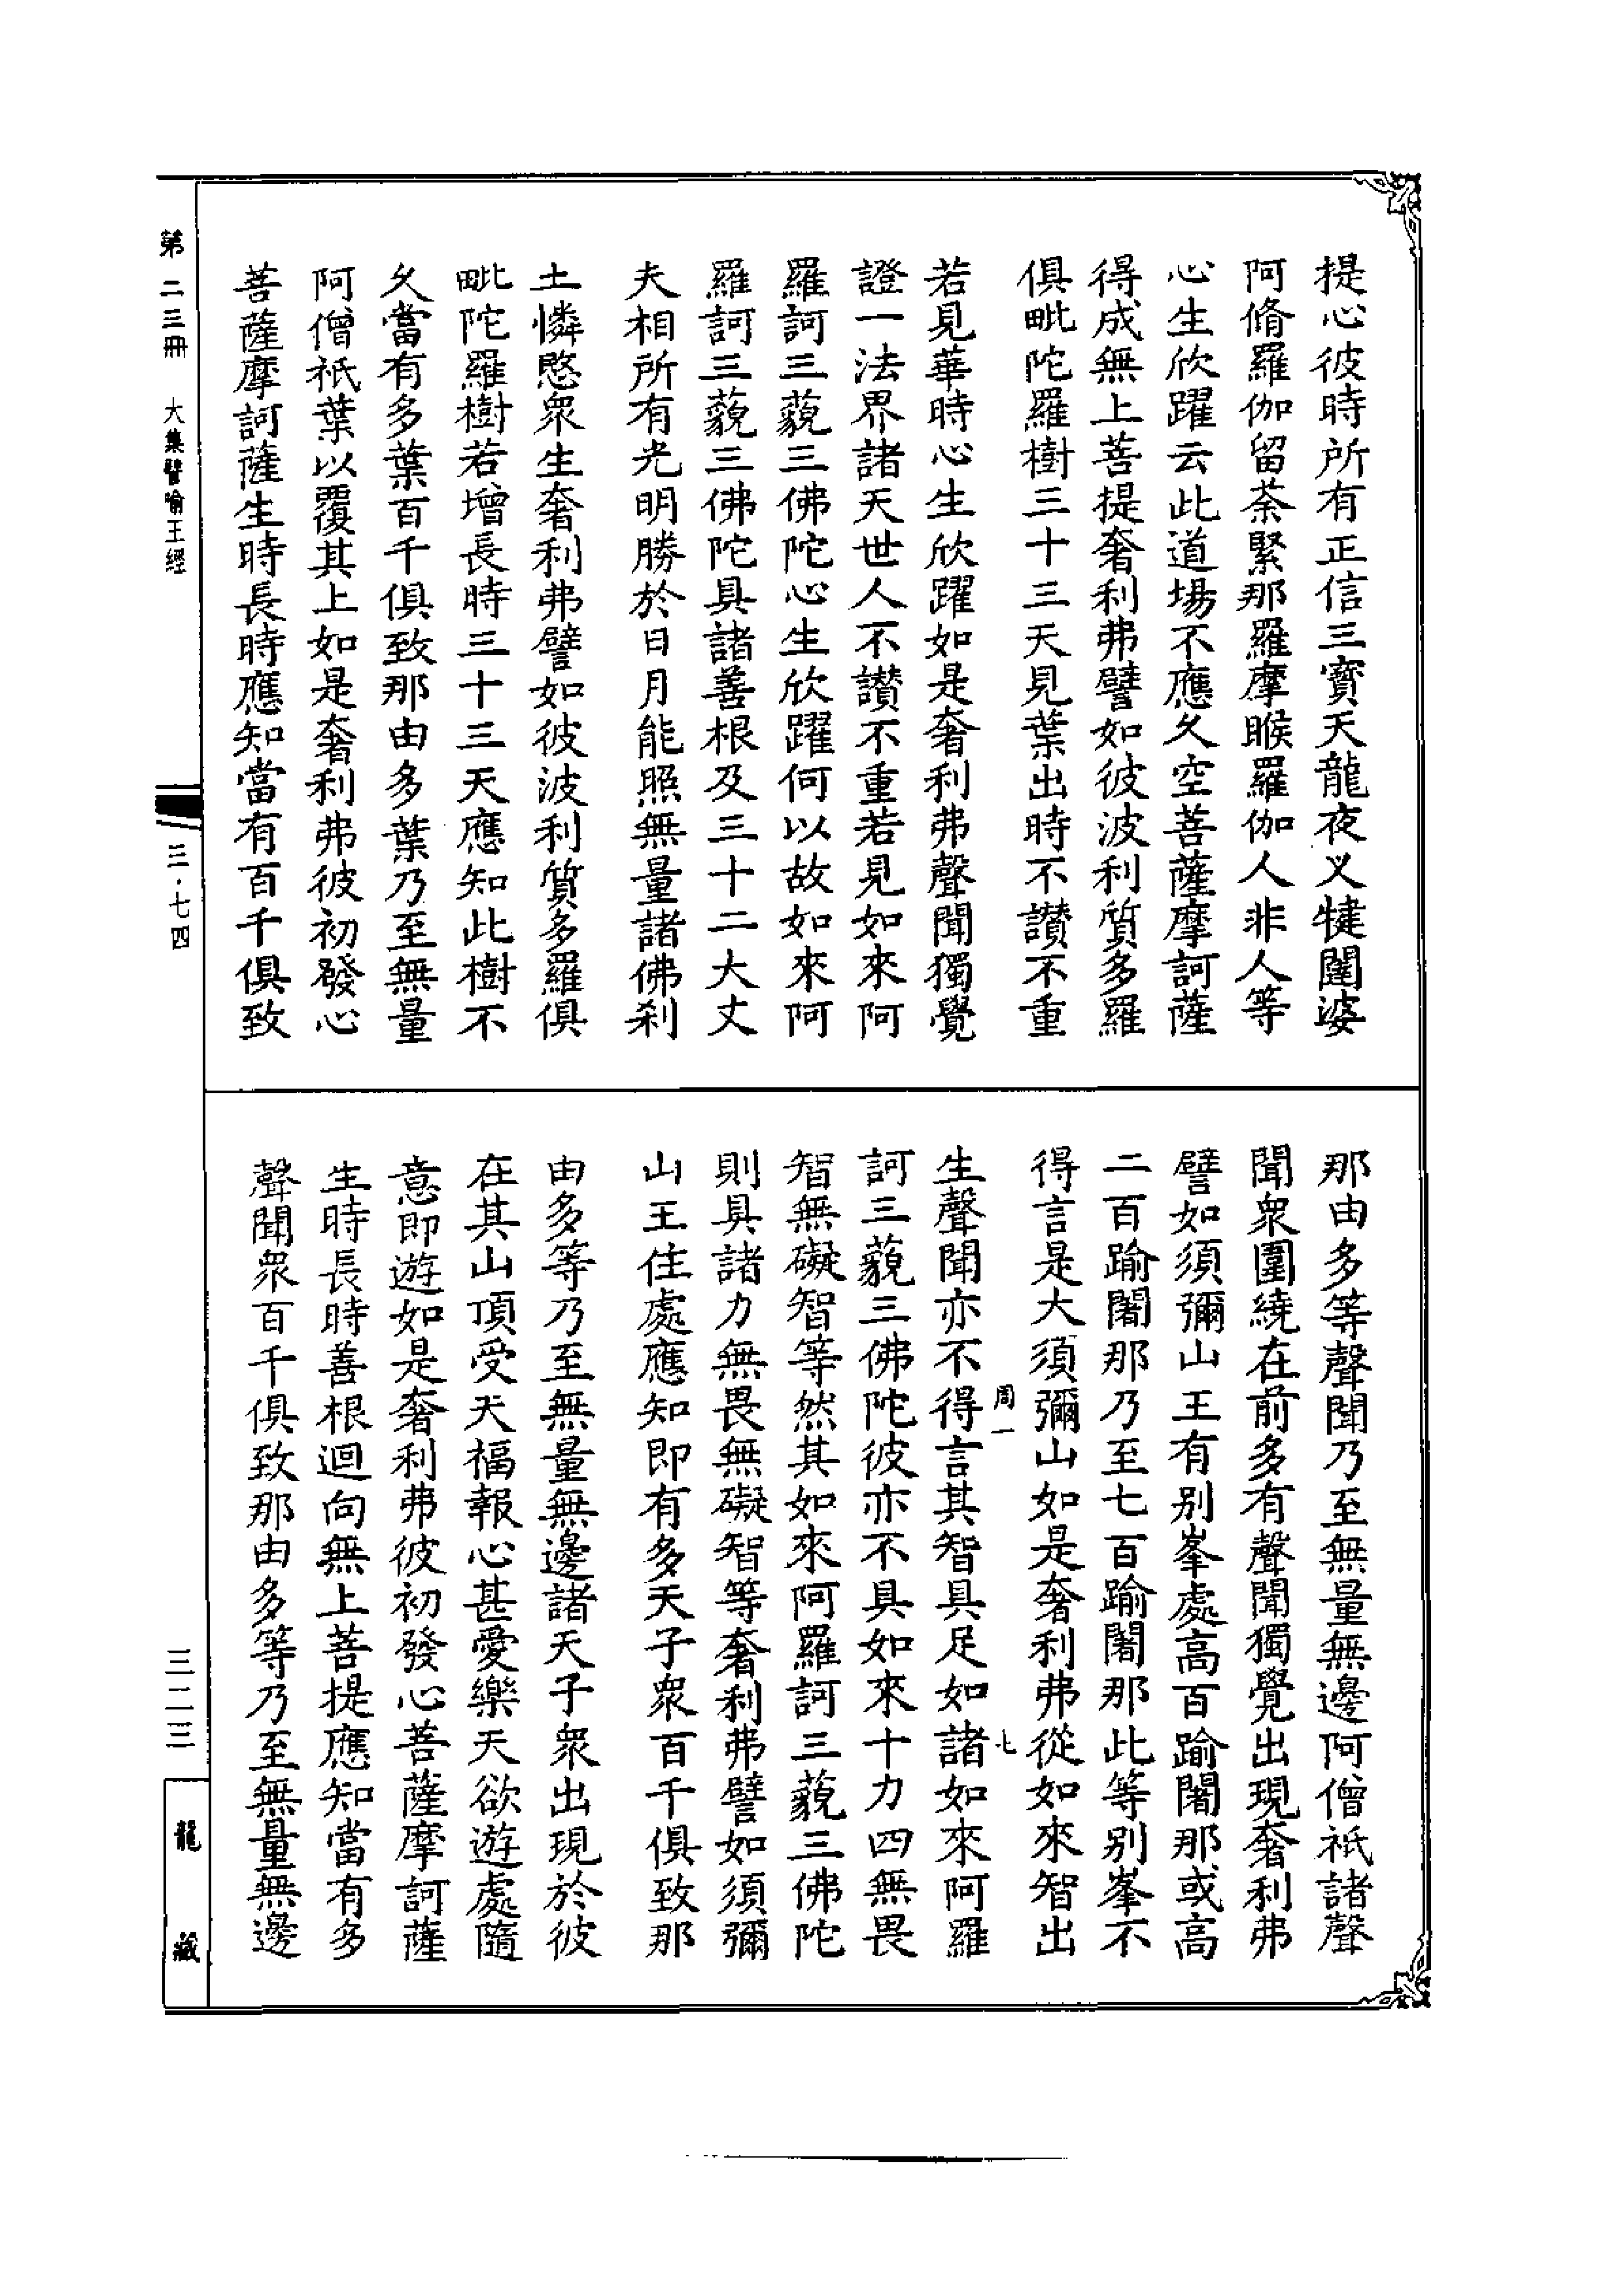 提心彼時所有正信三寶天龍夜叉犍闥婆
阿脩羅伽留荼緊那羅摩睺羅伽人非人等
心生欣躍云此道場不應久空菩薩摩訶薩
得成無上菩提奢利弗譬如彼波利質多羅
俱毗陀羅樹三十三天見葉出時不讃不重
若見華時心生欣躍如是奢利弗聲聞獨覺
證一法界諸天世人不讃不重若見如來阿
羅訶三藐三佛陀心生欣躍何以故如來阿
羅訶三藐三佛陀具諸善根及三十二大丈
夫相所有光明勝於日月能照無量諸佛刹
土憐愍衆生奢利弗譬如彼波利質多羅俱
毗陀羅樹若增長時三十三天應知此樹不
久當有多葉百千俱致那由多葉乃至無量
阿僧祇葉以覆其上如是奢利弗彼初發心
菩薩摩訶薩生時長時應知當有百千俱致
那由多等聲聞乃至無量無邊阿僧祇諸聲
聞衆圍繞在前多有聲聞獨覺出現奢利弗
譬如須彌山王有別峯處高百踰闍那或高
二百踰闍那乃至七百踰闍那此等別峯不
得言是大須彌山如是奢利弗從如來智出
周一
七
生聲聞亦不得言其智具足如諸如來阿羅
訶三藐三佛陀彼亦不具如來十力四無畏
智無礙智等然其如來阿羅訶三藐三佛陀
則具諸力無畏無礙智等奢利弗譬如須彌
山王住處應知即有多天子衆百千俱致那
由多等乃至無量無邊諸天子衆出現於彼
在其山頂受天福報心甚愛樂天欲遊處隨
意即遊如是奢利弗彼初發心菩薩摩訶薩
生時長時善根迴向無上菩提應知當有多
聲聞衆百千俱致那由多等乃至無量無邊
第二三冊 大集譬喻王經
三·七四
三二三
龍藏